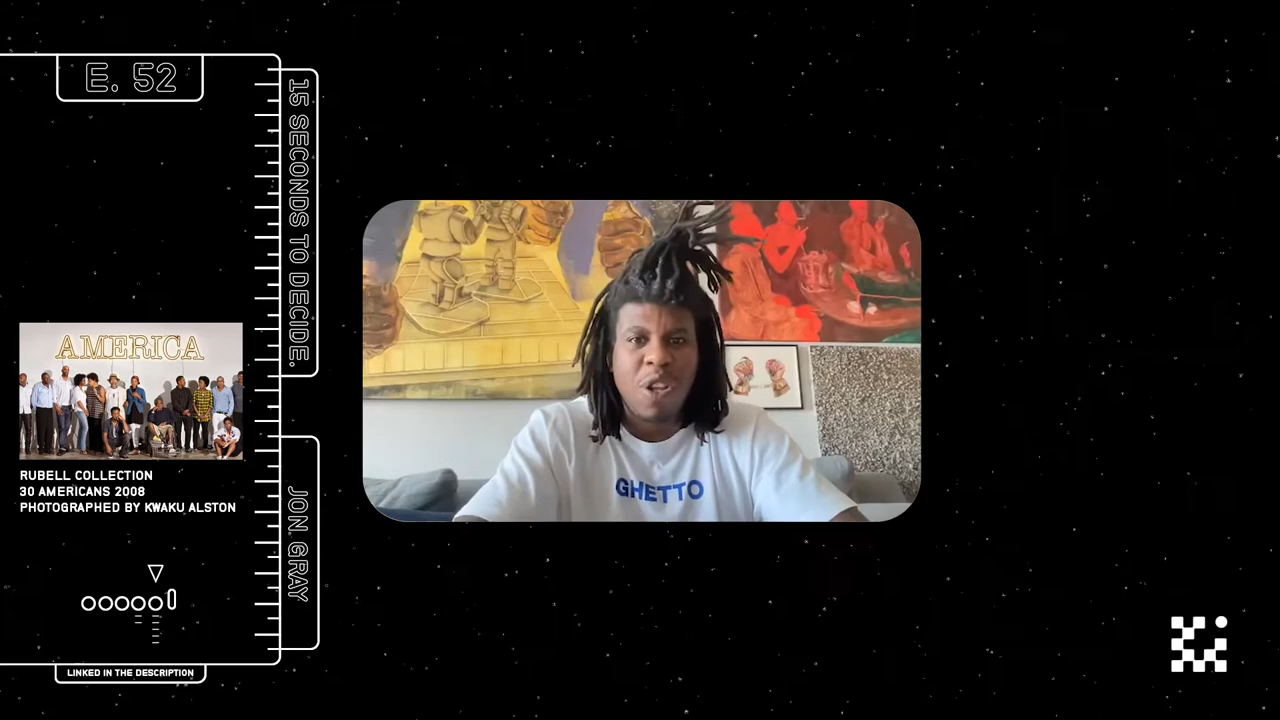 E. 52
15 SECONDS TO DECIDE.
AMERICA
RUBELL COLLECTION
30 AMERICANS 2008
PHOTOGRAPHED BY KWAKU ALSTON
JON GRAY
GHETTO
LINKED IN THE DESCRIPTION